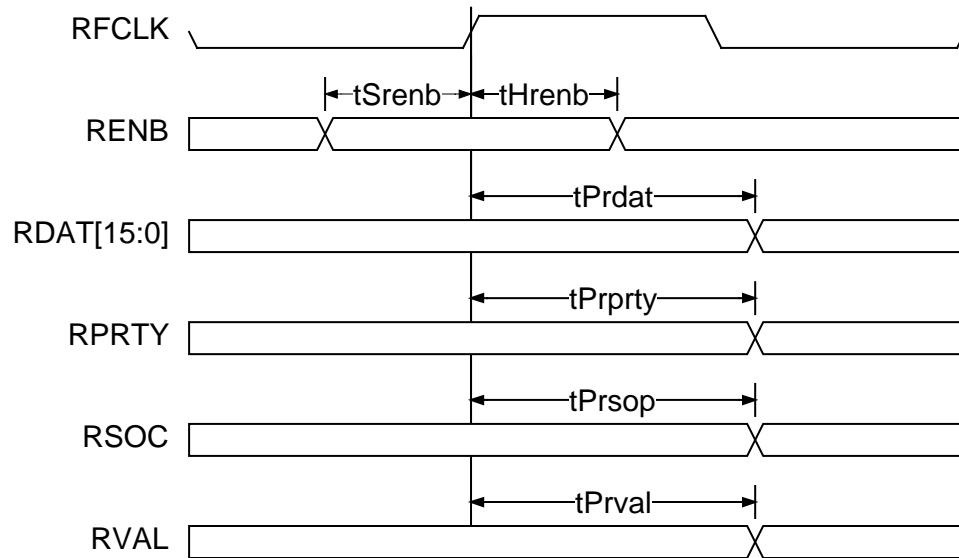 RFCLK
tSrenb tHrenb
RENB
tPrdat
RDAT[15:0]
tPrprty
RPRTY
tPrsop
RSOC
tPrval
RVAL